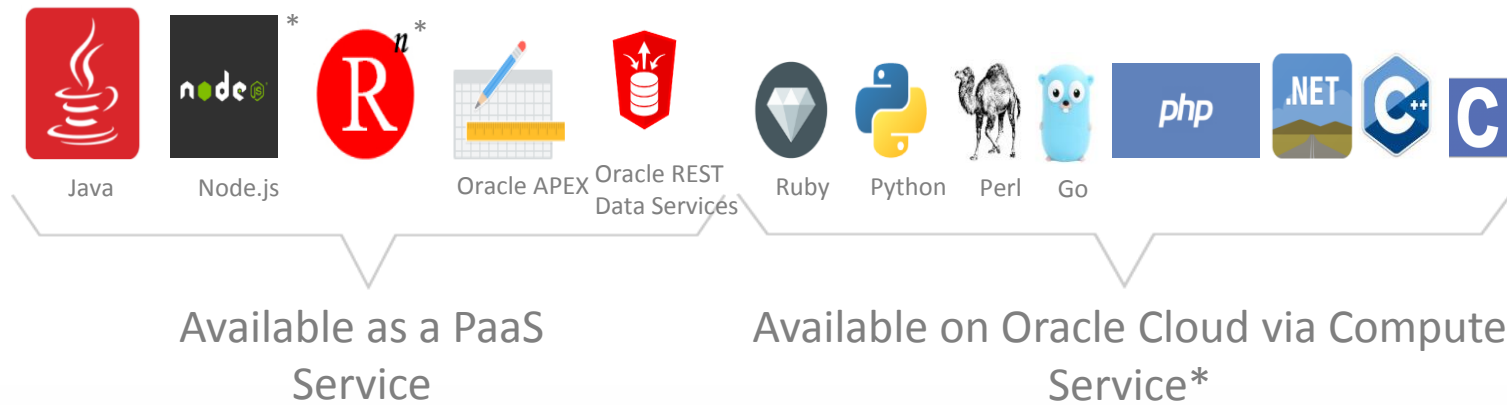 * n*
node JS R .NET C++ C
php
Java Node.js Oracle APEX Oracle REST Data Services Ruby Python Perl Go
Available as a PaaS
Service
Available on Oracle Cloud via Compute
Service*